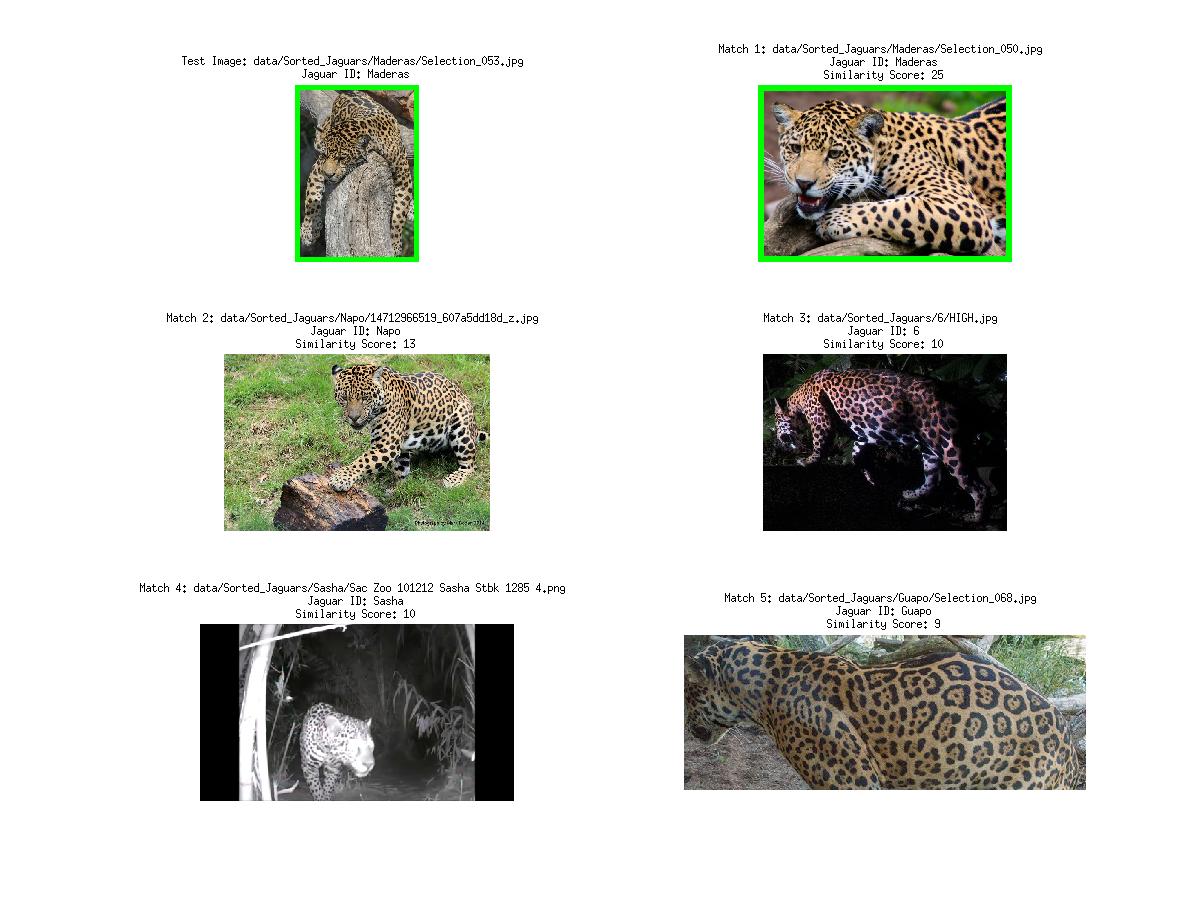 Test Image: data/Sorted_Jaguars/Maderas/Selection_053.jpg
Jaguar ID: Maderas
Match 1: data/Sorted_Jaguars/Maderas/Selection_050.jpg
Jaguar ID: Maderas
Similarity Score: 25
Match 2: data/Sorted_Jaguars/Napo/14712966519_607a5dd18d_z.jpg
Jaguar ID: Napo
Similarity Score: 13
Match 3: data/Sorted_Jaguars/6/HIGH.jpg
Jaguar ID: 6
Similarity Score: 10
Match 4: data/Sorted_Jaguars/Sasha/Sac Zoo 101212 Sasha Stbk 1285 4.png
Jaguar ID: Sasha
Similarity Score: 10
Match 5: data/Sorted_Jaguars/Guapo/Selection_068.jpg
Jaguar ID: Guapo
Similarity Score: 9